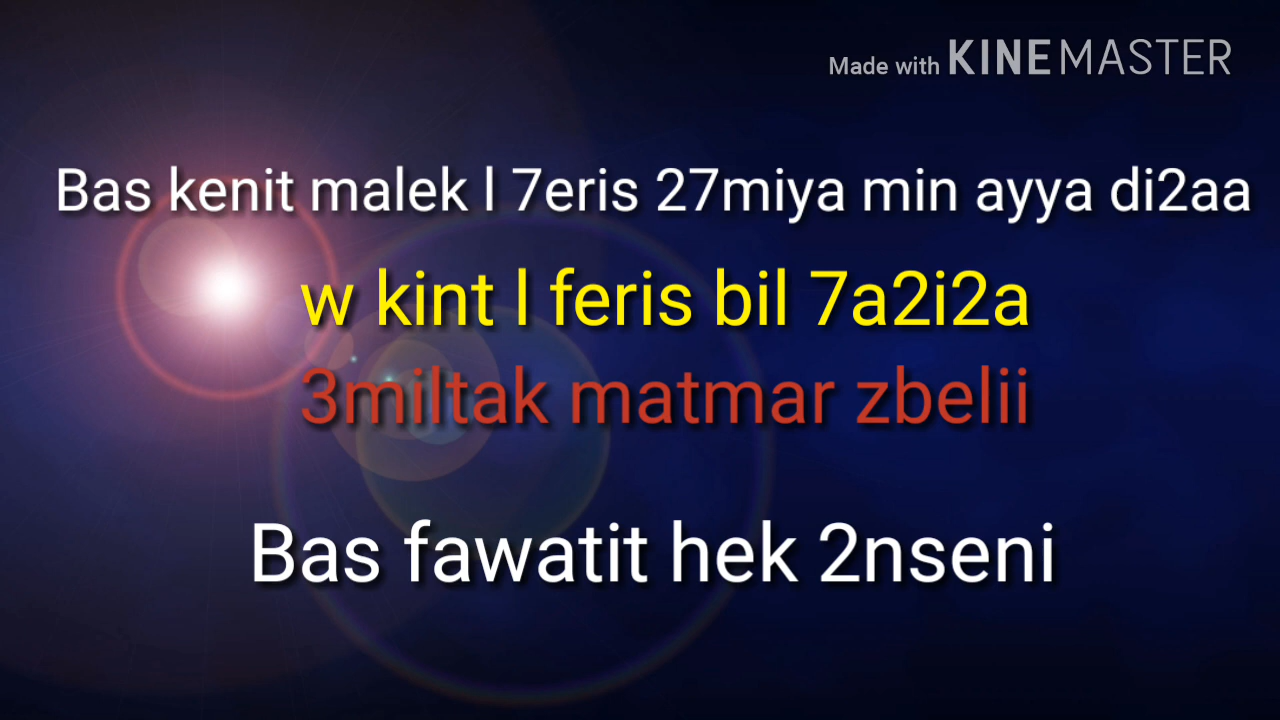 Made with KINEMASTER
Bas kenit malek l 7eris 27miya min ayya di2aa
w kint l feris bil 7a2i2a
3miltak matmar zbelii
Bas fawatit hek 2nseni